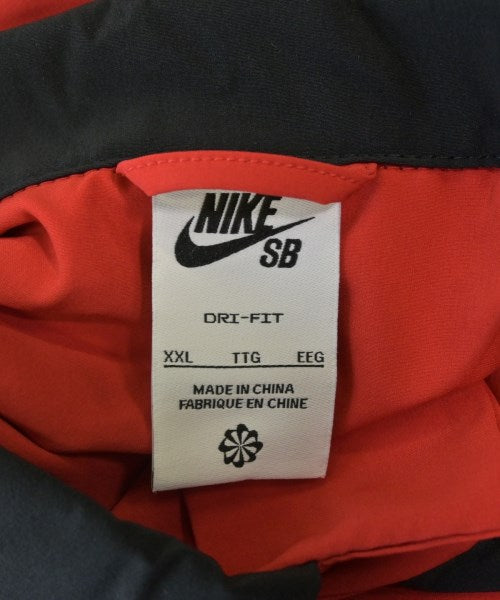 NIKE
SB
DRI-FIT
XXL TTG EEG
MADE IN CHINA
FABRIQUE EN CHINE